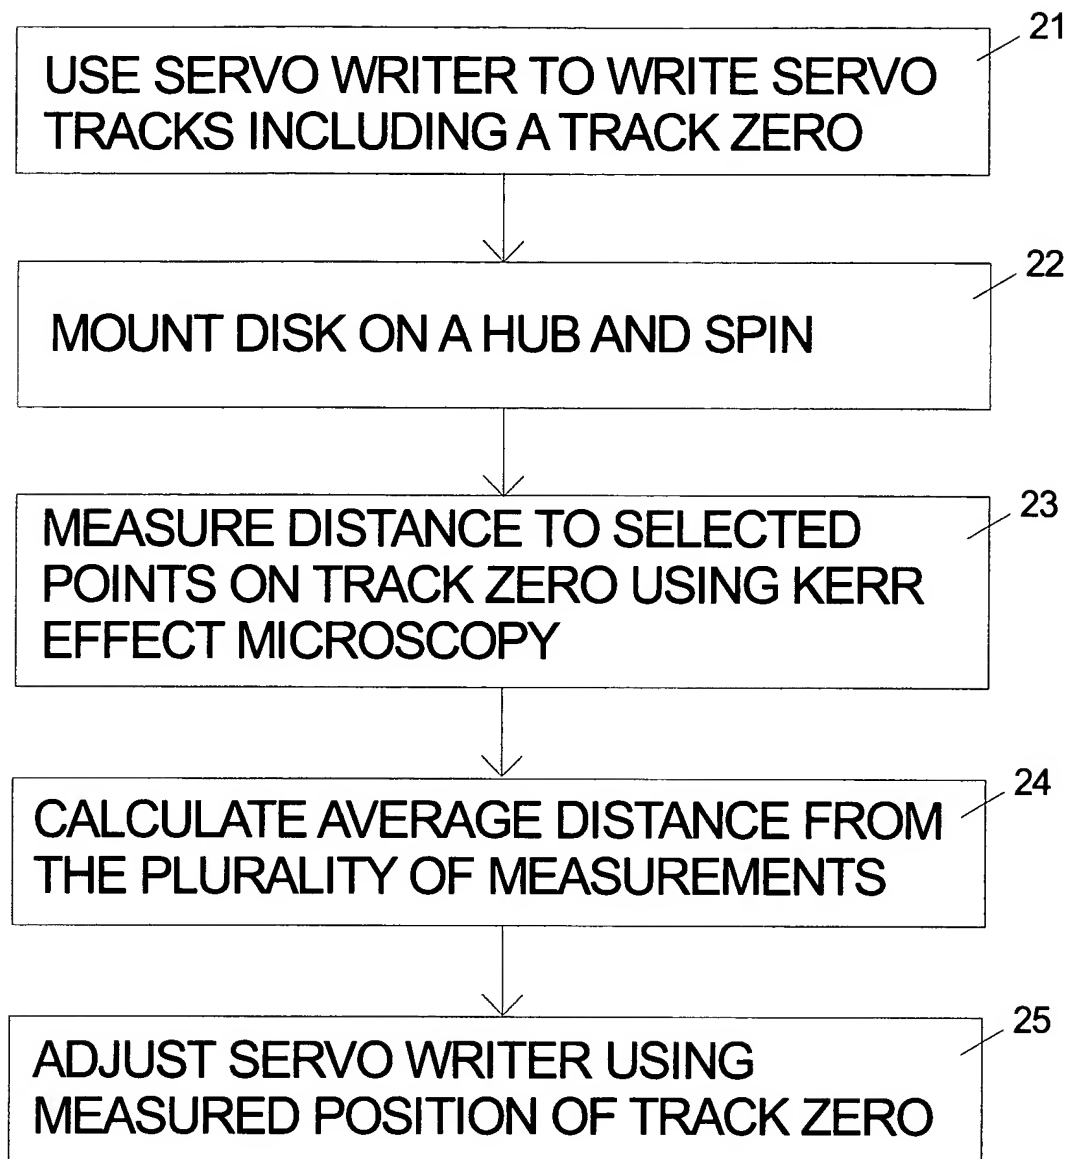 21
USE SERVO WRITER TO WRITE SERVO
TRACKS INCLUDING A TRACK ZERO
22
MOUNT DISK ON A HUB AND SPIN
23
MEASURE DISTANCE TO SELECTED
POINTS ON TRACK ZERO USING KERR
EFFECT MICROSCOPY
24
CALCULATE AVERAGE DISTANCE FROM
THE PLURALITY OF MEASUREMENTS
25
ADJUST SERVO WRITER USING
MEASURED POSITION OF TRACK ZERO